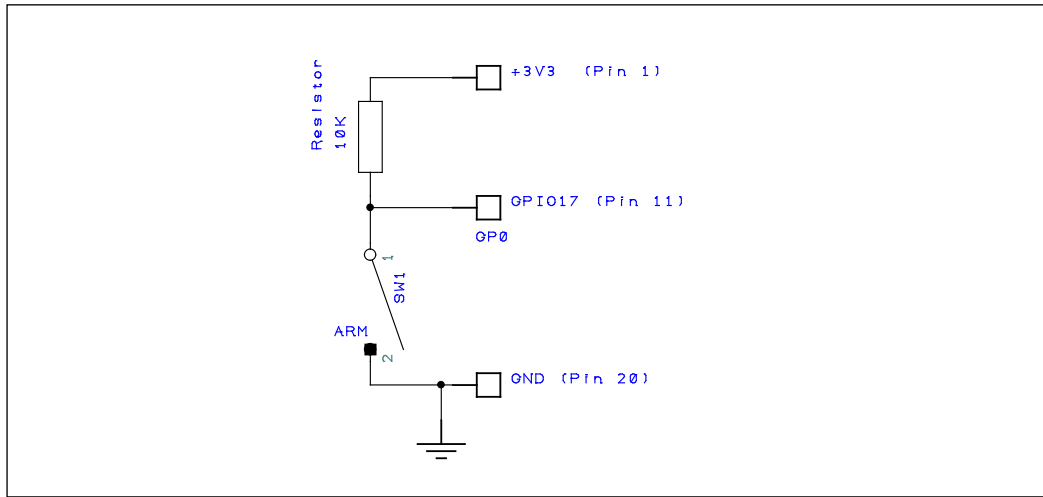 +3V3 (Pin 1)
Resistor
10K
GPIO17 (Pin 11)
GP0
1
SW1
ARM
2
GND (Pin 20)